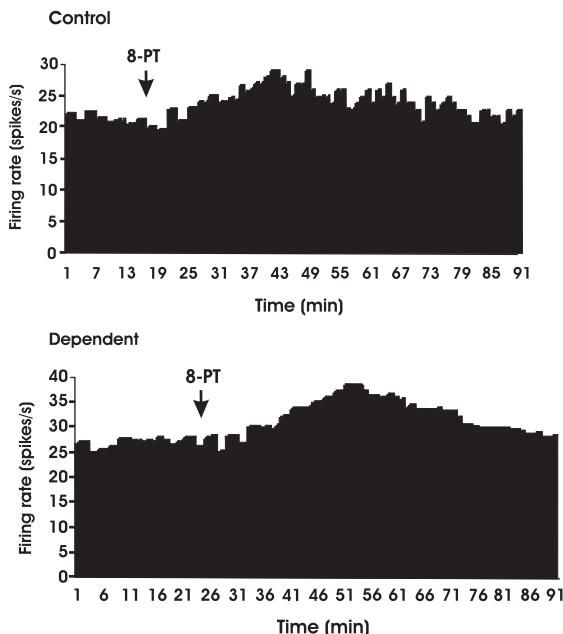 Control
8-PT
Firing rate (spikes/s)
30
25
20
15
10
5
0
1 7 13 19 25 31 37 43 49 55 61 67 73 79 85 91
Time (min)
Dependent
8-PT
Firing rate (spikes/s)
40
35
30
25
20
15
10
5
0
1 6 11 16 21 26 31 36 41 46 51 56 61 66 71 76 81 86 91
Time (min)